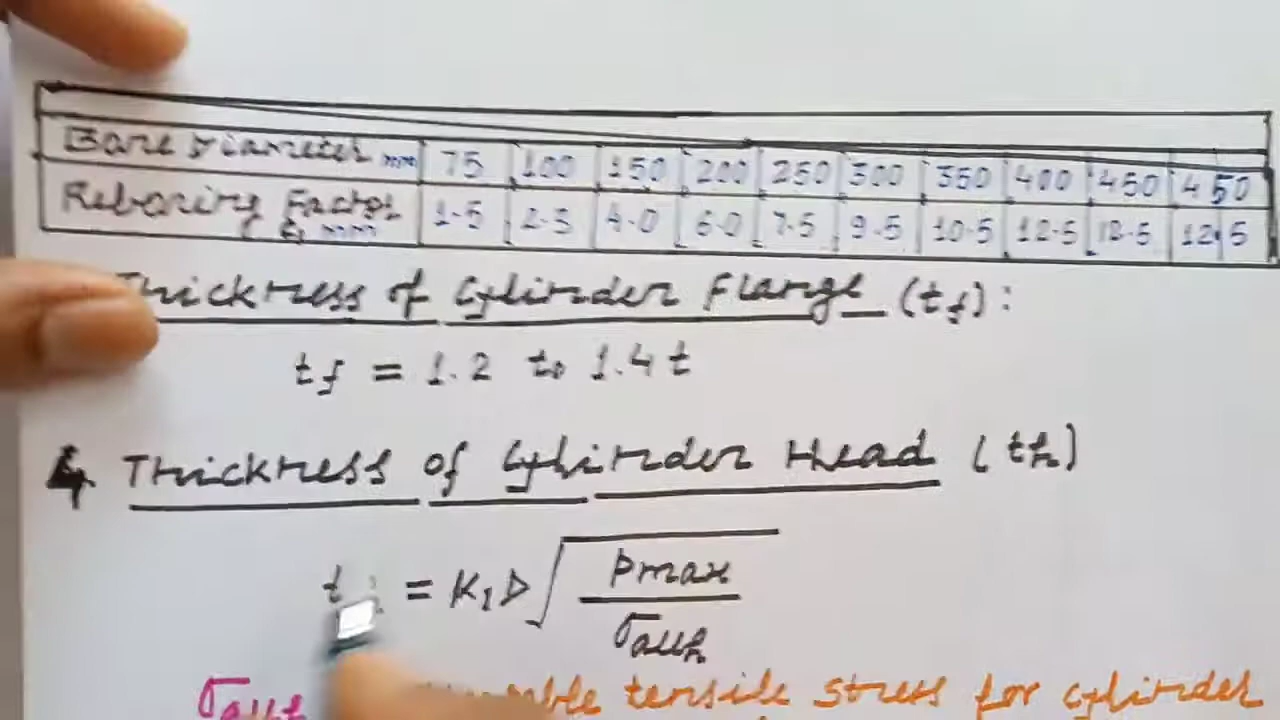 Bore Diameter mm 75 100 150 200 250 300 350 400 450 450
Reboring Factor mm 1.5 2.5 4.0 6.0 7.5 9.5 10.5 12.5 12.5 12.5
Thickness of Cylinder Flange (tf):
tf = 1.2 to 1.4 t
4. Thickness of Cylinder Head (th)
t = K1D√(Pmax/σallh)
tensile stress for cylinder